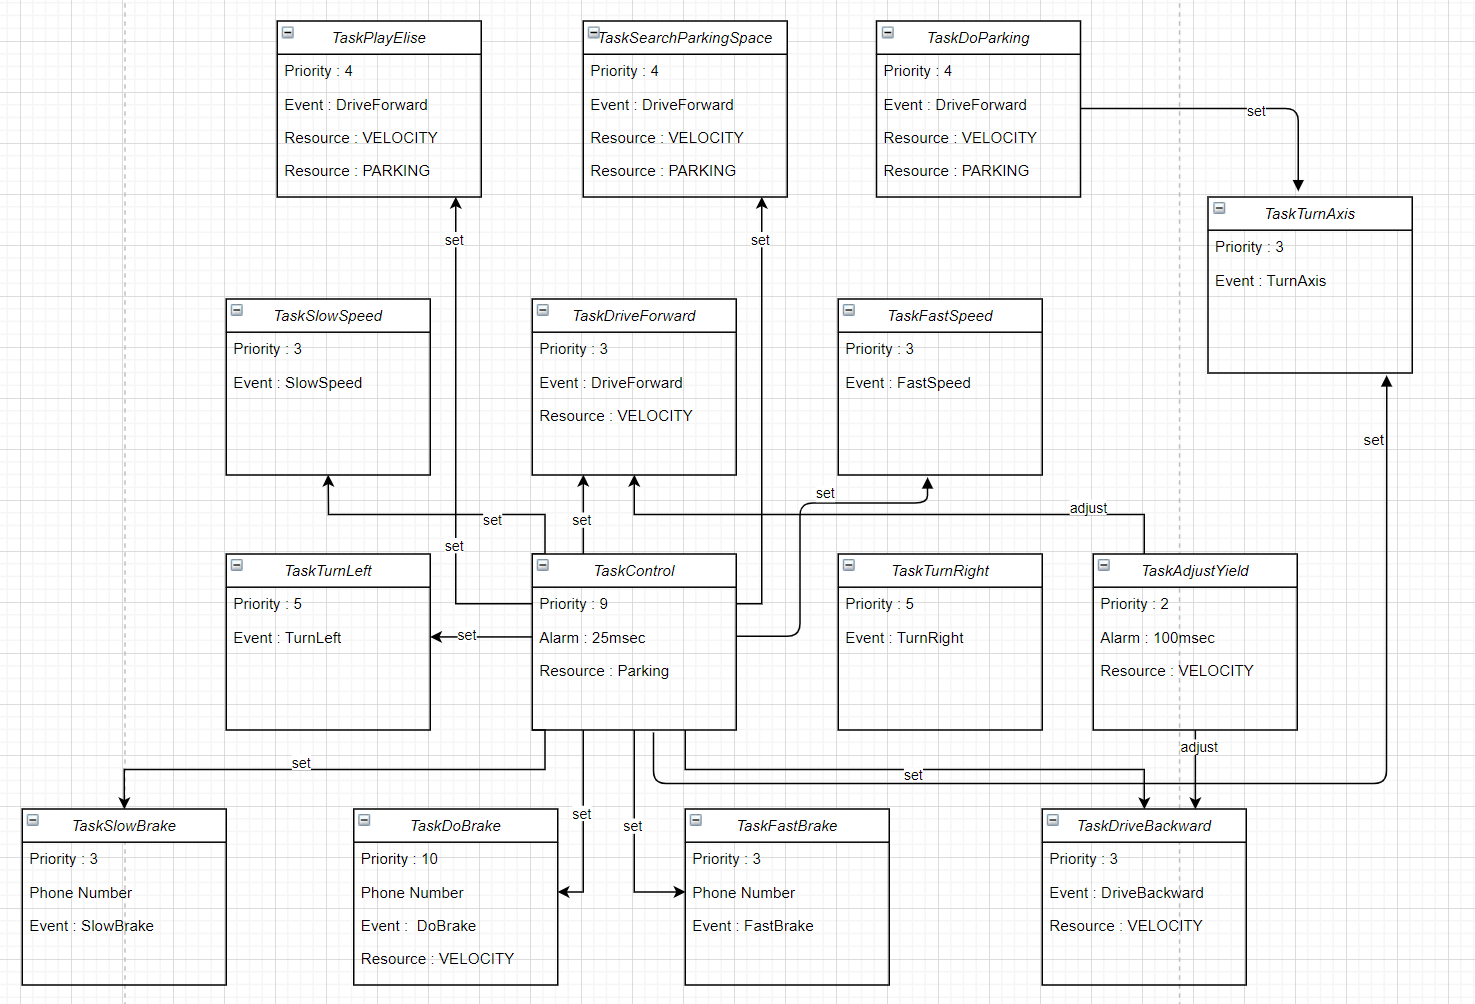 TaskPlayElise
Priority : 4
Event : DriveForward
Resource : VELOCITY
Resource : PARKING
TaskSearchParkingSpace
Priority : 4
Event : DriveForward
Resource : VELOCITY
Resource : PARKING
TaskDoParking
Priority : 4
Event : DriveForward
Resource : VELOCITY
Resource : PARKING
set
TaskTurnAxis
Priority : 3
Event : TurnAxis
set
set
TaskSlowSpeed
Priority : 3
Event : SlowSpeed
TaskDriveForward
Priority : 3
Event : DriveForward
Resource : VELOCITY
TaskFastSpeed
Priority : 3
Event : FastSpeed
set
set
adjust
set
set
set
TaskTurnLeft
Priority : 5
Event : TurnLeft
set
TaskControl
Priority : 9
Alarm : 25msec
Resource : Parking
TaskTurnRight
Priority : 5
Event : TurnRight
TaskAdjustYield
Priority : 2
Alarm : 100msec
Resource : VELOCITY
adjust
set
set
set
set
TaskSlowBrake
Priority : 3
Phone Number
Event : SlowBrake
TaskDoBrake
Priority : 10
Phone Number
Event :  DoBrake
Resource : VELOCITY
TaskFastBrake
Priority : 3
Phone Number
Event : FastBrake
TaskDriveBackward
Priority : 3
Event : DriveBackward
Resource : VELOCITY